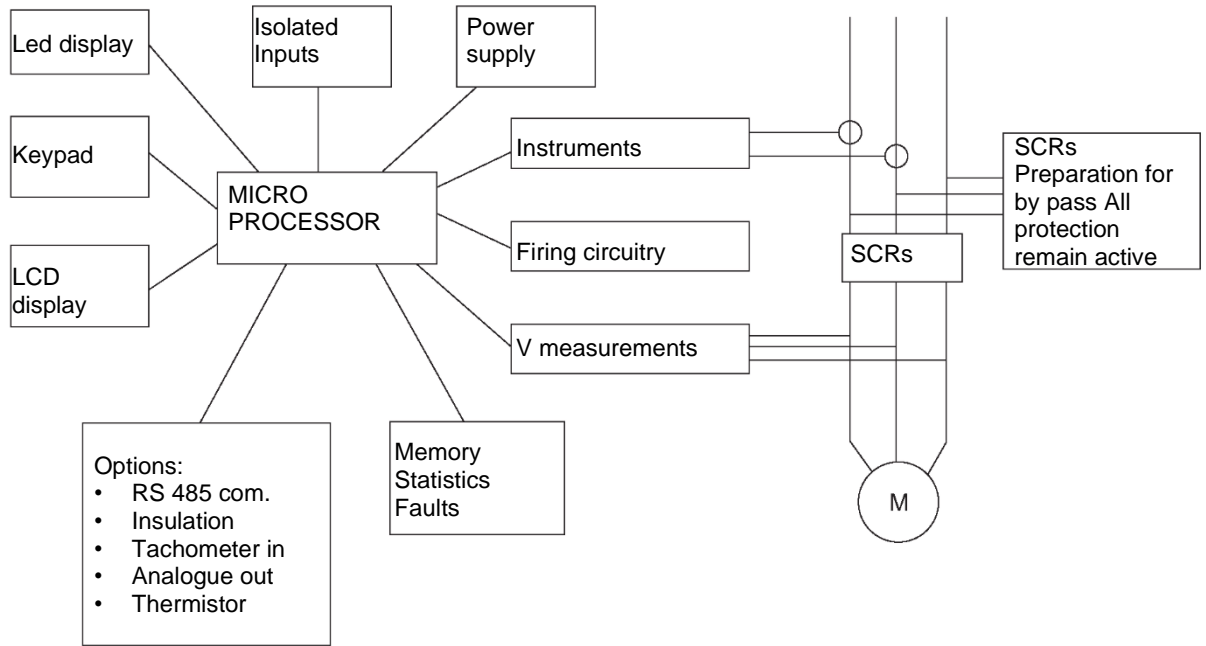 Led display
Isolated
Inputs
Power
supply
Keypad
MICRO
PROCESSOR
Instruments
SCRs
Preparation for
by pass All
protection
remain active
Firing circuitry
SCRs
LCD
display
V measurements
Options:
• RS 485 com.
• Insulation
• Tachometer in
• Analogue out
• Thermistor
Memory
Statistics
Faults
M